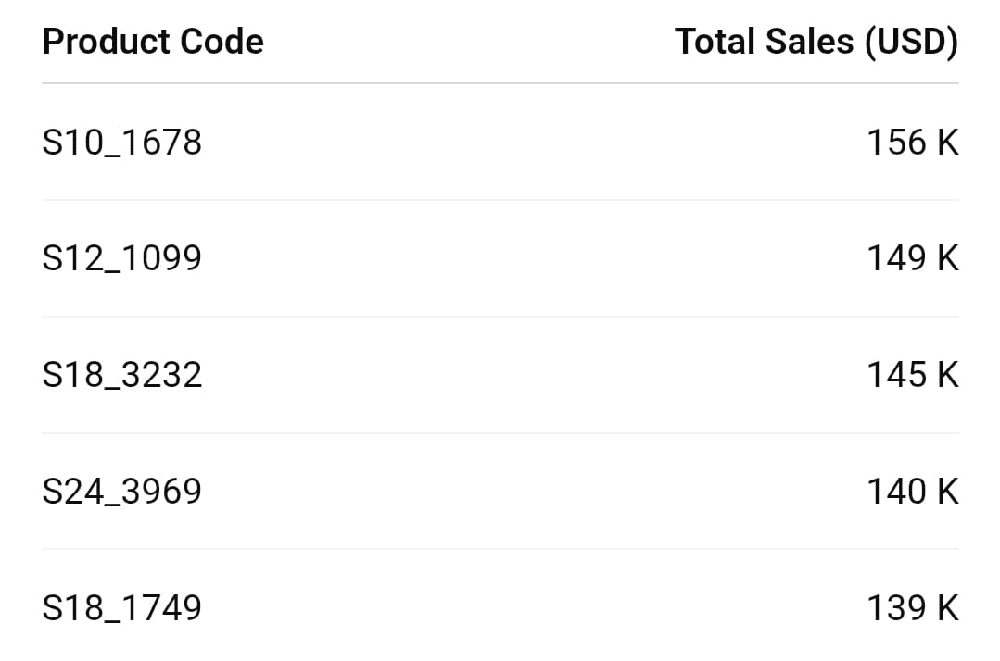 Product Code Total Sales (USD)
S10_1678 156 K
S12_1099 149 K
S18_3232 145 K
S24_3969 140 K
S18_1749 139 K